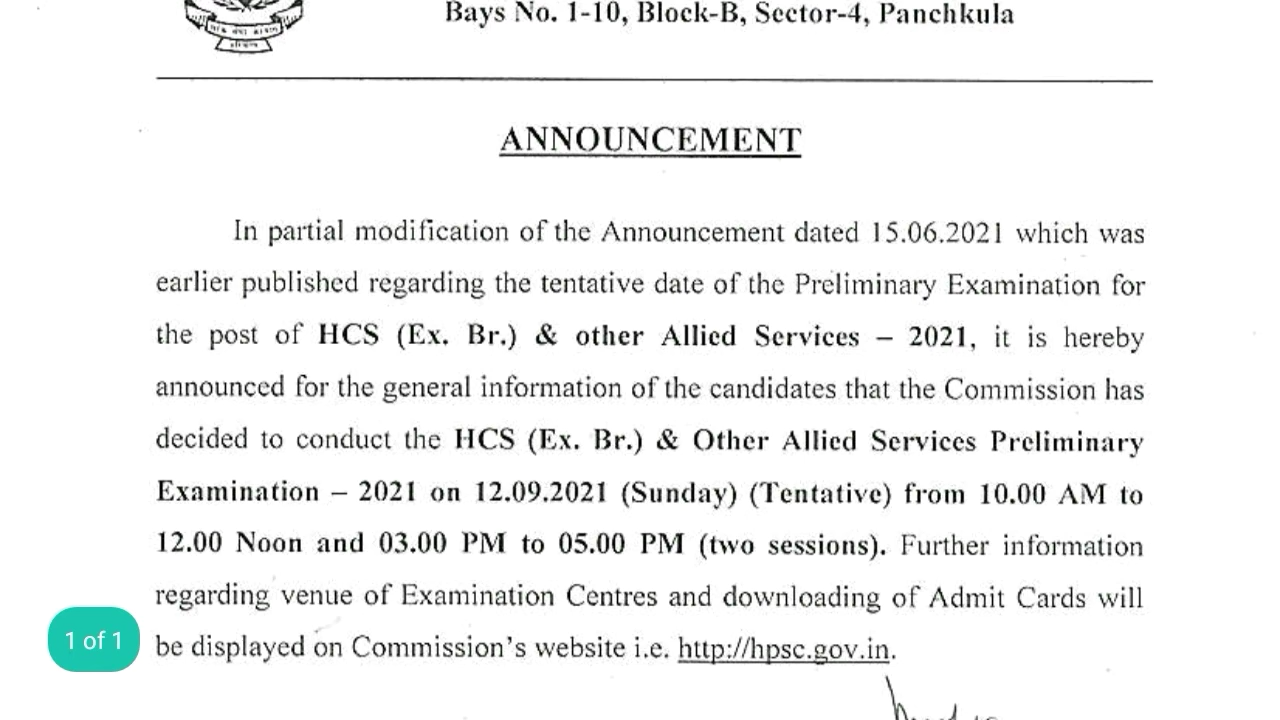 Bays No. 1-10, Block-B, Sector-4, Panchkula
ANNOUNCEMENT
In partial modification of the Announcement dated 15.06.2021 which was
earlier published regarding the tentative date of the Preliminary Examination for
the post of HCS (Ex. Br.) & other Allied Services – 2021, it is hereby
announced for the general information of the candidates that the Commission has
decided to conduct the HCS (Ex. Br.) & Other Allied Services Preliminary
Examination – 2021 on 12.09.2021 (Sunday) (Tentative) from 10.00 AM to
12.00 Noon and 03.00 PM to 05.00 PM (two sessions). Further information
regarding venue of Examination Centres and downloading of Admit Cards will
be displayed on Commission's website i.e. http://hpsc.gov.in.
1 of 1